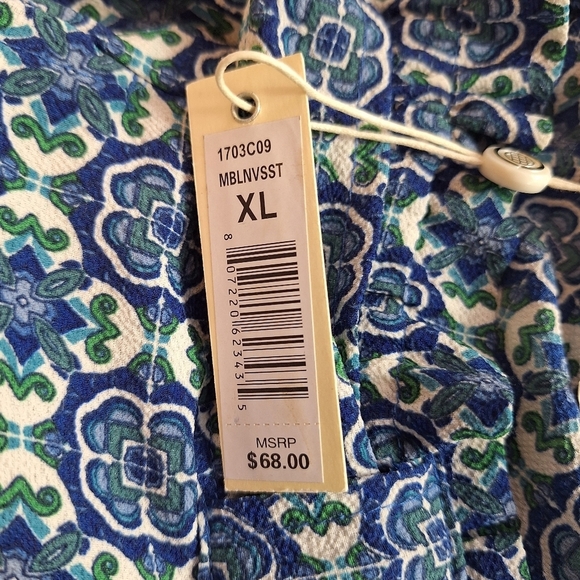 1703C09
MBLNVSST
XL
8 07220 62343 5
MSRP
$68.00